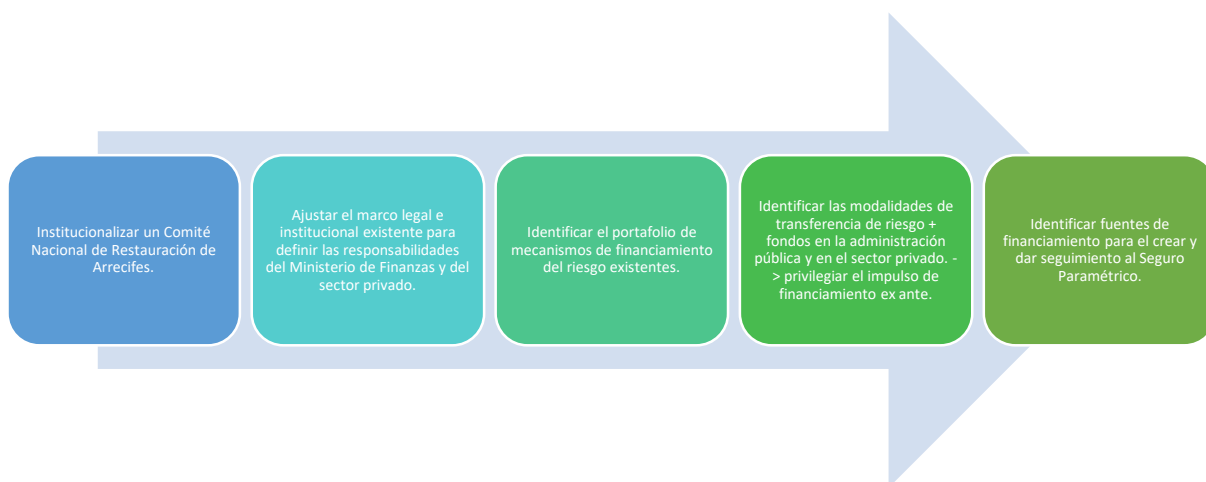 Institucionalizar un Comité
Nacional de Restauración de
Arrecifes.
Ajustar el marco legal e
institucional existente para
definir las responsabilidades
del Ministerio de Finanzas y del
sector privado.
Identificar el portafolio de
mecanismos de financiamiento
del riesgo existentes.
Identificar las modalidades de
transferencia de riesgo +
fondos en la administración
pública y en el sector privado. -
> privilegiar el impulso de
financiamiento ex ante.
Identificar fuentes de
financiamiento para el crear y
dar seguimiento al Seguro
Paramétrico.